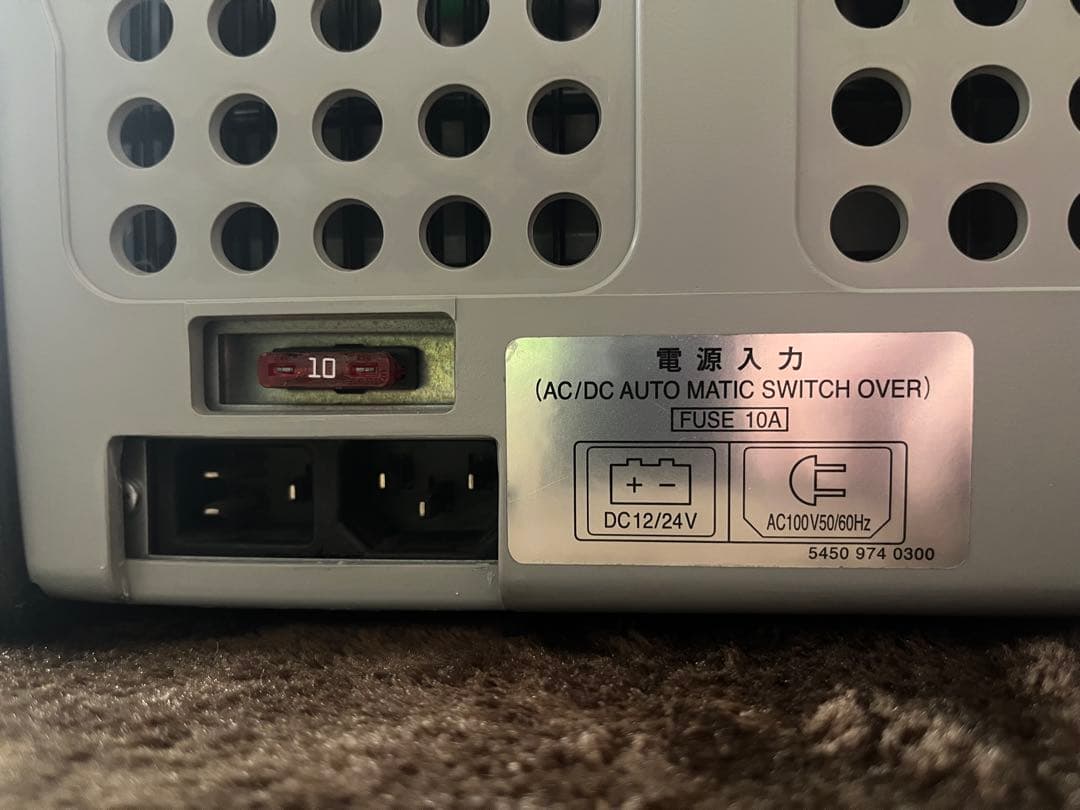 10
電源入力
(AC/DC AUTO MATIC SWITCH OVER)
FUSE 10A
+ −
DC12/24V
AC100V50/60Hz
5450 974 0300